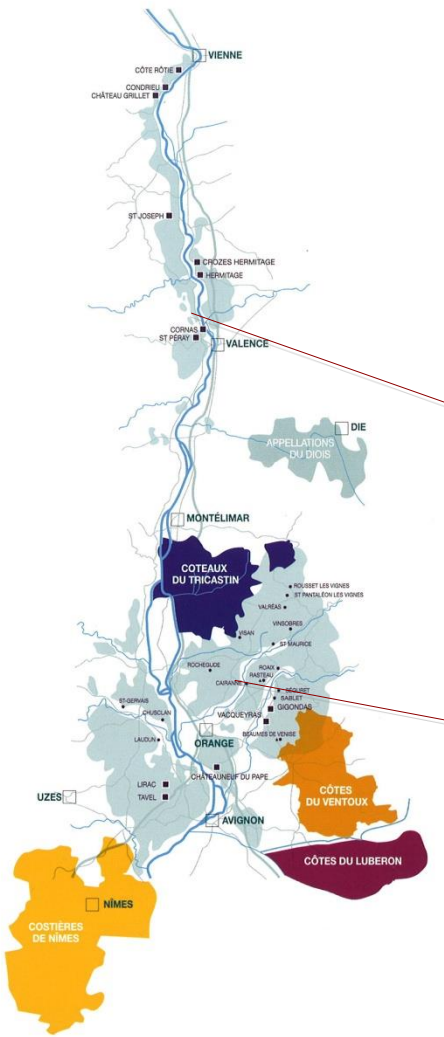 VIENNE
CÔTE RÔTIE
CONDRIEU
CHÂTEAU GRILLET
ST JOSEPH
CROZES HERMITAGE
HERMITAGE
CORNAS
ST PÉRAY
VALENCE
DIE
APPELLATIONS
DU DIOIS
MONTÉLIMAR
COTEAUX
DU TRICASTIN
ROUSSET LES VIGNES
ST PANTALÉON LES VIGNES
VALRÉAS
VINSOBRES
VISAN
ST MAURICE
ROCHEGUDE
ROAIX
RASTEAU
CAIRANNE
SÉGURET
SABLET
ST-GERVAIS
GIGONDAS
CHUSCLAN
VACQUEYRAS
LAUDUN
ORANGE
BEAUMES DE VENISE
CHÂTEAUNEUF DU PAPE
CÔTES
DU VENTOUX
LIRAC
UZES
TAVEL
AVIGNON
CÔTES DU LUBERON
NÎMES
COSTIÈRES
DE NÎMES